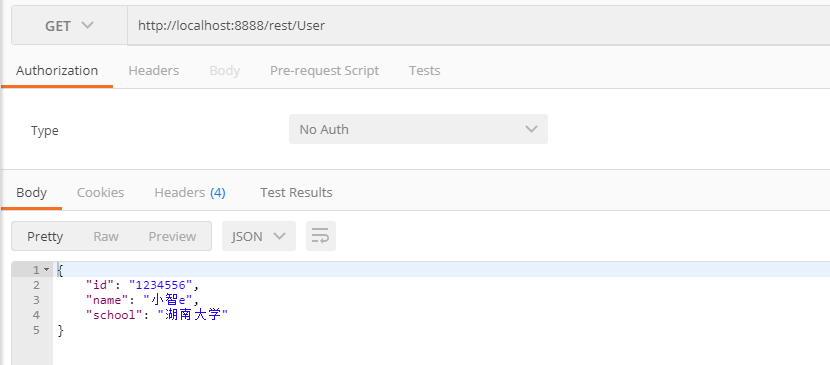 GET http://localhost:8888/rest/User
Authorization Headers Body Pre-request Script Tests
Type No Auth
Body Cookies Headers (4) Test Results
Pretty Raw Preview JSON
1 {
2 "id": "1234556",
3 "name": "小智e",
4 "school": "湖南大学"
5 }